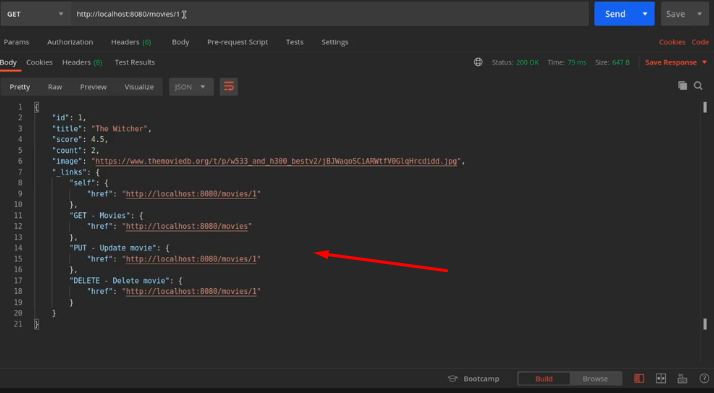 GET http://localhost:8080/movies/1 Send Save
Params Authorization Headers (6) Body Pre-request Script Tests Settings Cookies Code
Body Cookies Headers (8) Test Results Status: 200 OK Time: 79 ms Size: 647 B Save Response
Pretty Raw Preview Visualize JSON
1 {
2 "id": 1,
3 "title": "The Witcher",
4 "score": 4.5,
5 "count": 2,
6 "image": "https://www.themoviedb.org/t/p/w533_and_h300_bestv2/jBJWaqoSCiARWtfV0GlqHrcdidd.jpg",
7 "_links": {
8 "self": {
9 "href": "http://localhost:8080/movies/1"
10 },
11 "GET - Movies": {
12 "href": "http://localhost:8080/movies"
13 },
14 "PUT - Update movie": {
15 "href": "http://localhost:8080/movies/1"
16 },
17 "DELETE - Delete movie": {
18 "href": "http://localhost:8080/movies/1"
19 }
20 }
21 }
Bootcamp Build Browse